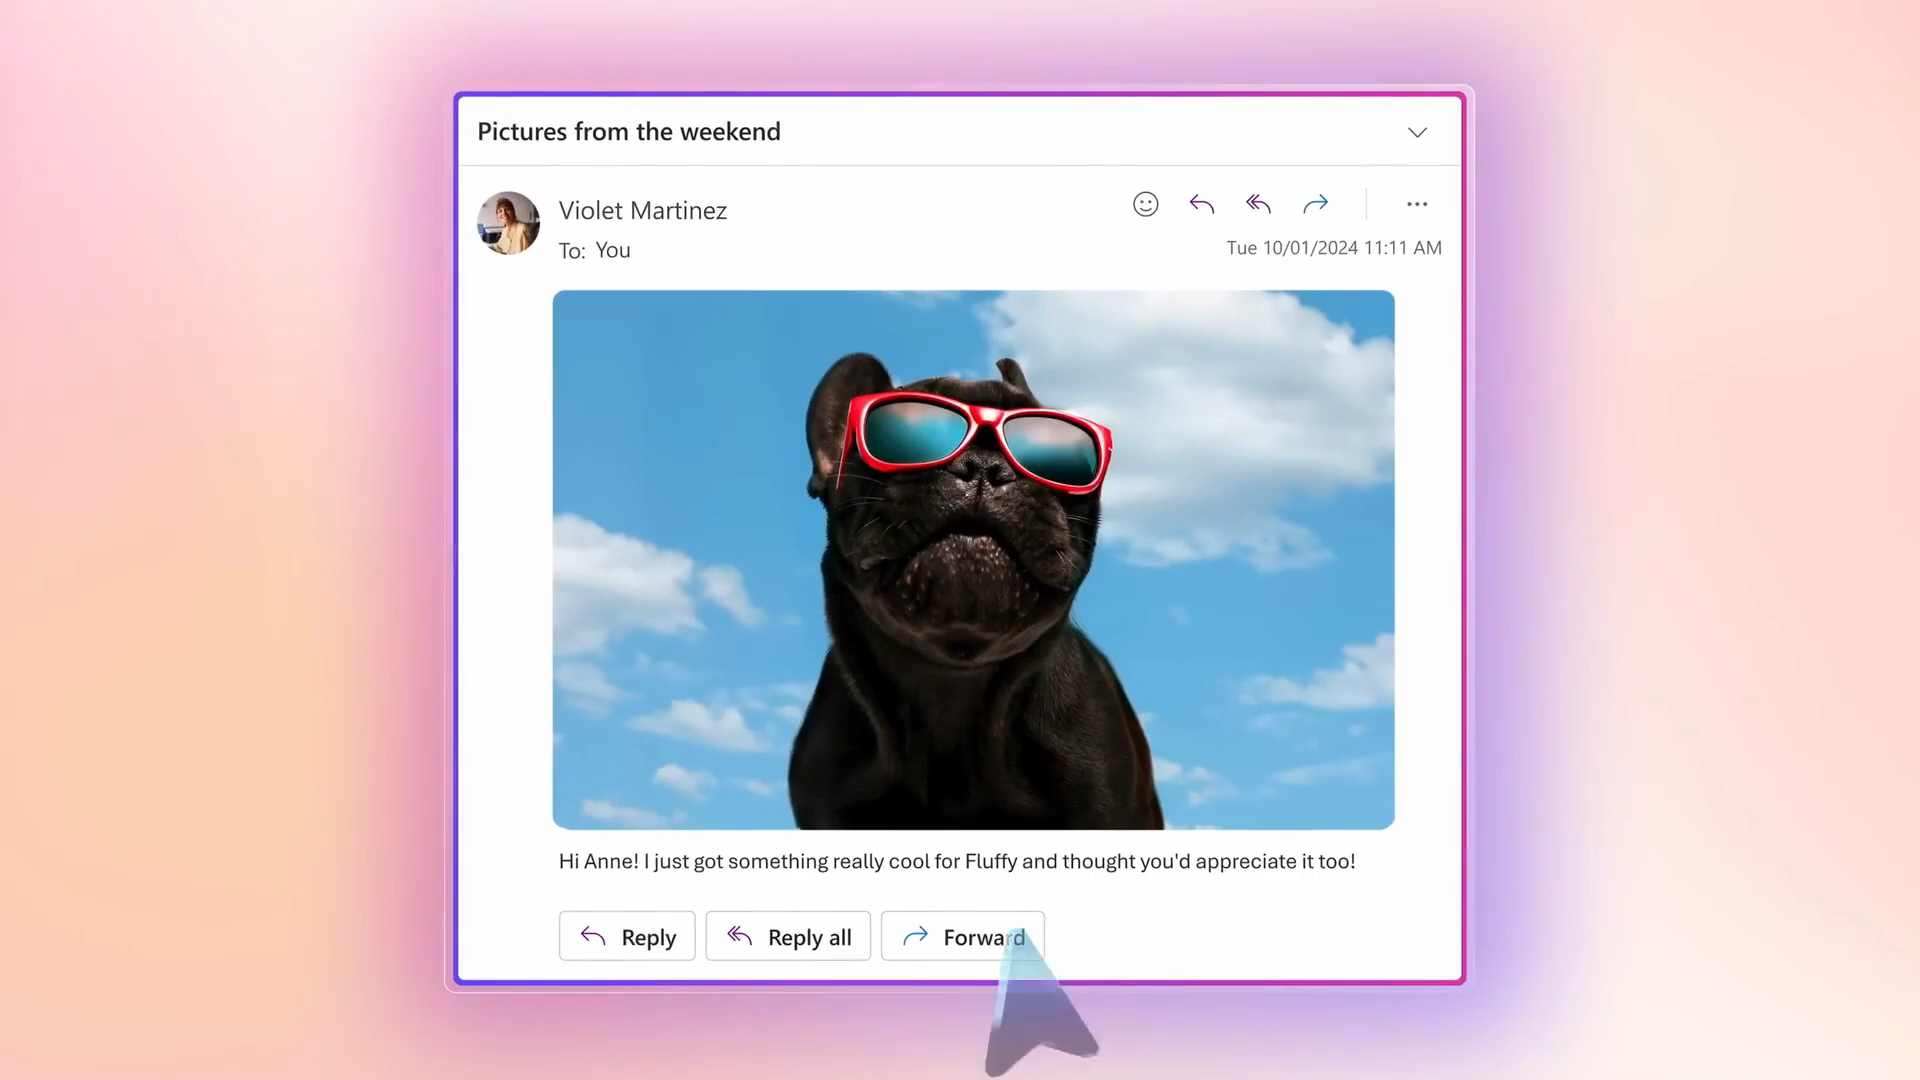 Pictures from the weekend
Violet Martinez
To: You
Tue 10/01/2024 11:11 AM
Hi Anne! I just got something really cool for Fluffy and thought you'd appreciate it too!
Reply
Reply all
Forward